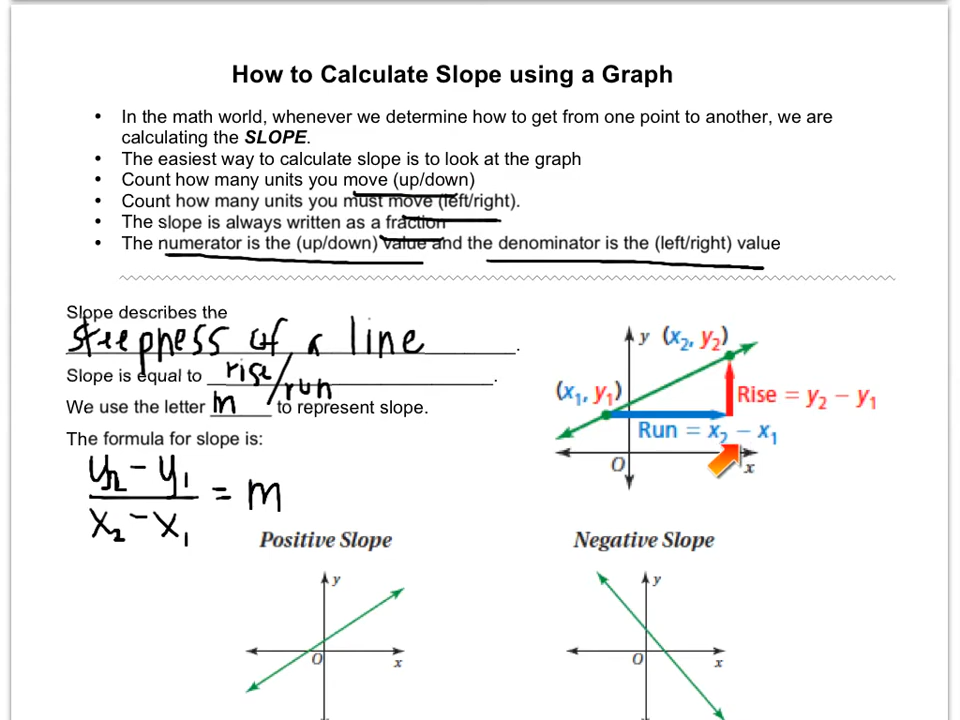 How to Calculate Slope using a Graph
• In the math world, whenever we determine how to get from one point to another, we are
calculating the SLOPE.
• The easiest way to calculate slope is to look at the graph
• Count how many units you move (up/down)
• Count how many units you must move (left/right).
• The slope is always written as a fraction
• The numerator is the (up/down) value and the denominator is the (left/right) value
Slope describes the
steepness of a line.
Slope is equal to rise/run.
We use the letter m to represent slope.
The formula for slope is:
y2 - y1
x2 - x1
= m
y (x2, y2)
(x1, y1)
Rise = y2 − y1
Run = x2 − x1
O
x
Positive Slope
Negative Slope
y
y
O
x
O
x